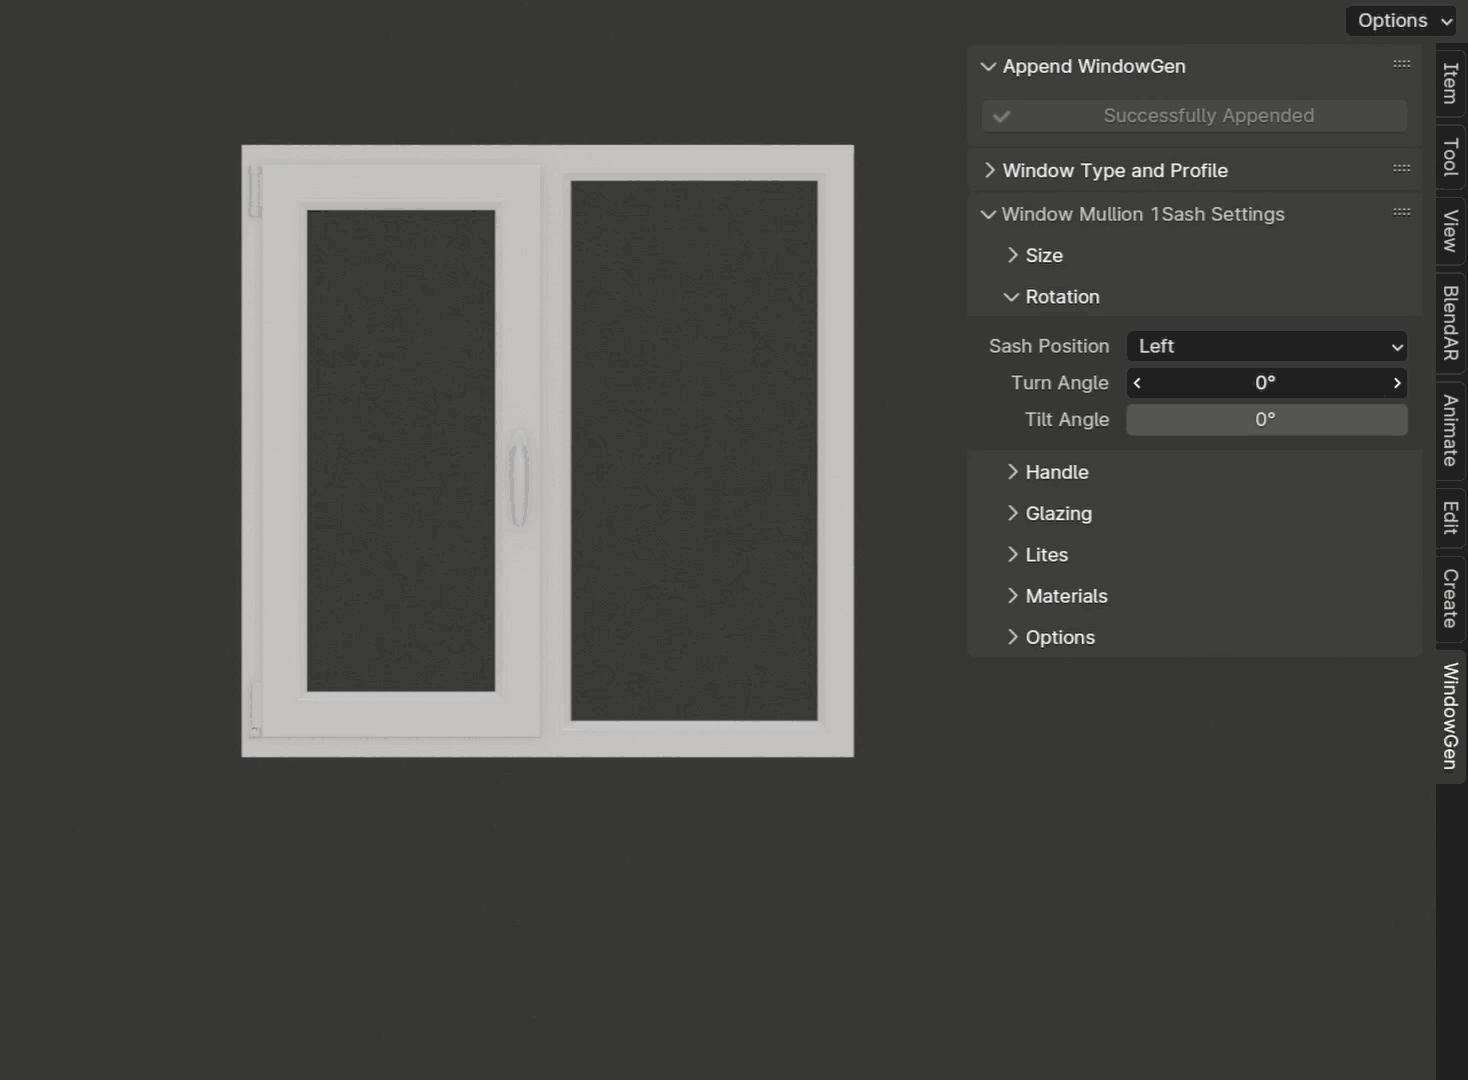 Options
Append WindowGen
Successfully Appended
Window Type and Profile
Window Mullion 1Sash Settings
Size
Rotation
Sash Position Left
Turn Angle 0°
Tilt Angle 0°
Handle
Glazing
Lites
Materials
Options
Item
Tool
View
BlendAR
Animate
Edit
Create
WindowGen